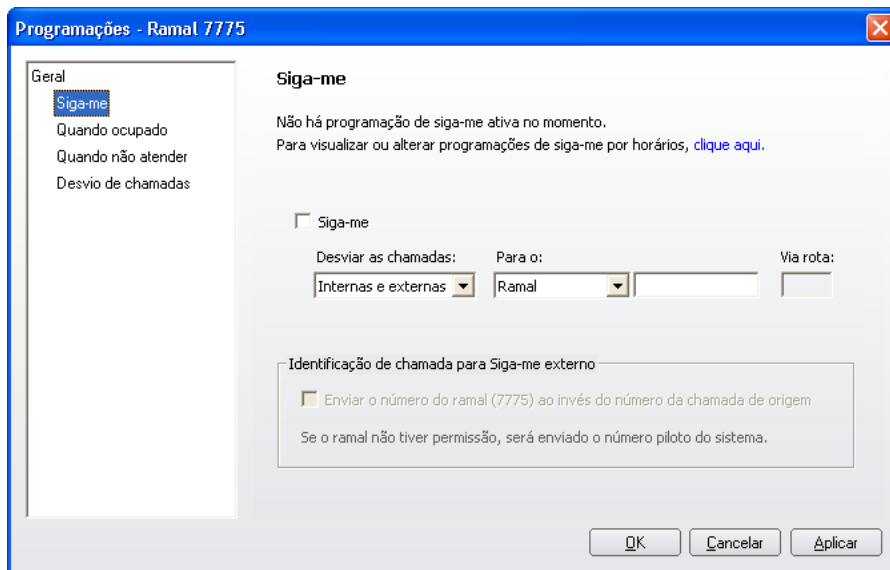 Programações - Ramal 7775
Geral
Siga-me
Quando ocupado
Quando não atender
Desvio de chamadas
Siga-me
Não há programação de siga-me ativa no momento.
Para visualizar ou alterar programações de siga-me por horários, clique aqui.
Siga-me
Desviar as chamadas: Para o: Via rota:
Internas e externas Ramal
Identificação de chamada para Siga-me externo
Enviar o número do ramal (7775) ao invés do número da chamada de origem
Se o ramal não tiver permissão, será enviado o número piloto do sistema.
OK Cancelar Aplicar